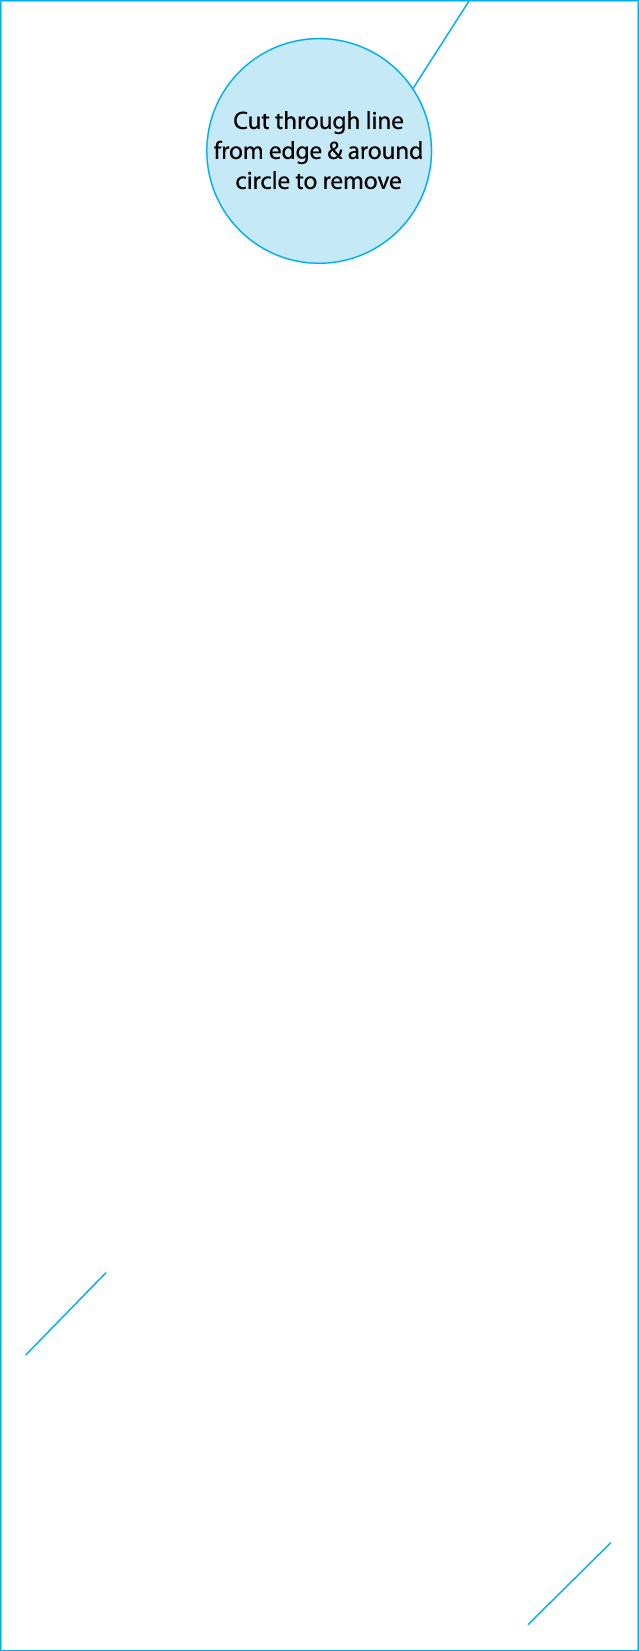 Cut through line
from edge & around
circle to remove